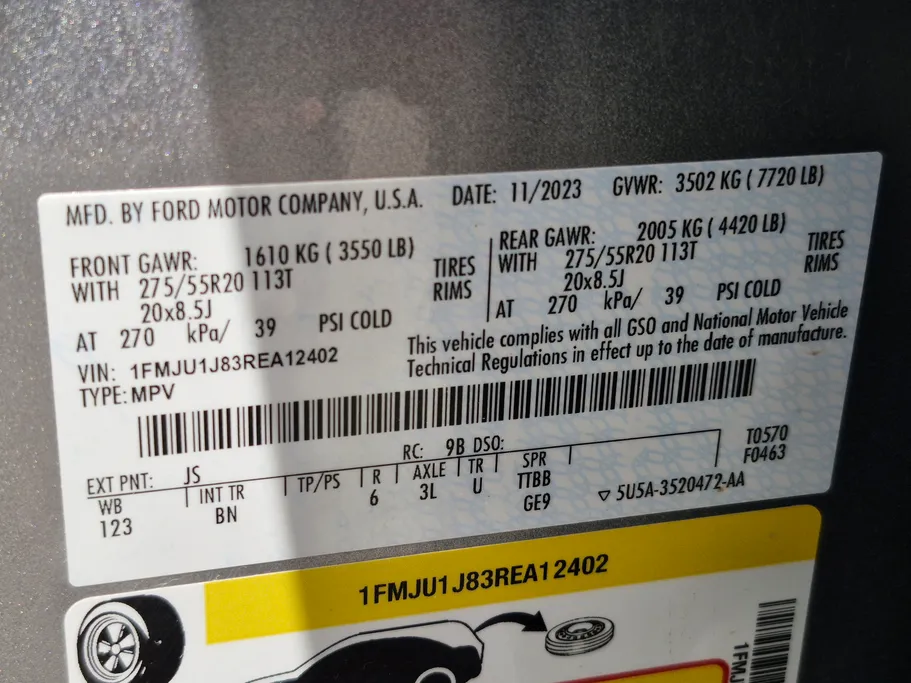 MFD. BY FORD MOTOR COMPANY, U.S.A. DATE: 11/2023 GVWR: 3502 KG ( 7720 LB)
FRONT GAWR: 1610 KG ( 3550 LB)
WITH 275/55R20 113T TIRES
20x8.5J RIMS
AT 270 kPa/ 39 PSI COLD
REAR GAWR: 2005 KG ( 4420 LB)
WITH 275/55R20 113T TIRES
20x8.5J RIMS
AT 270 kPa/ 39 PSI COLD
VIN: 1FMJU1J83REA12402
TYPE: MPV
This vehicle complies with all GSO and National Motor Vehicle
Technical Regulations in effect up to the date of manufacture.
RC: 9B DSO:
EXT PNT: JS
WB INT TR TP/PS R AXLE TR SPR
123 BN 6 3L U TTBB
GE9
T0570
F0463
▽ 5U5A-3520472-AA
1FMJU1J83REA12402
1FMJ